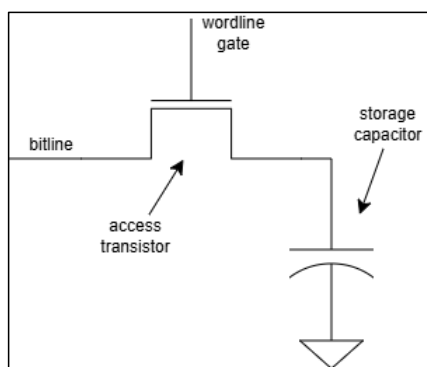 wordline
gate
storage
capacitor
bitline
access
transistor